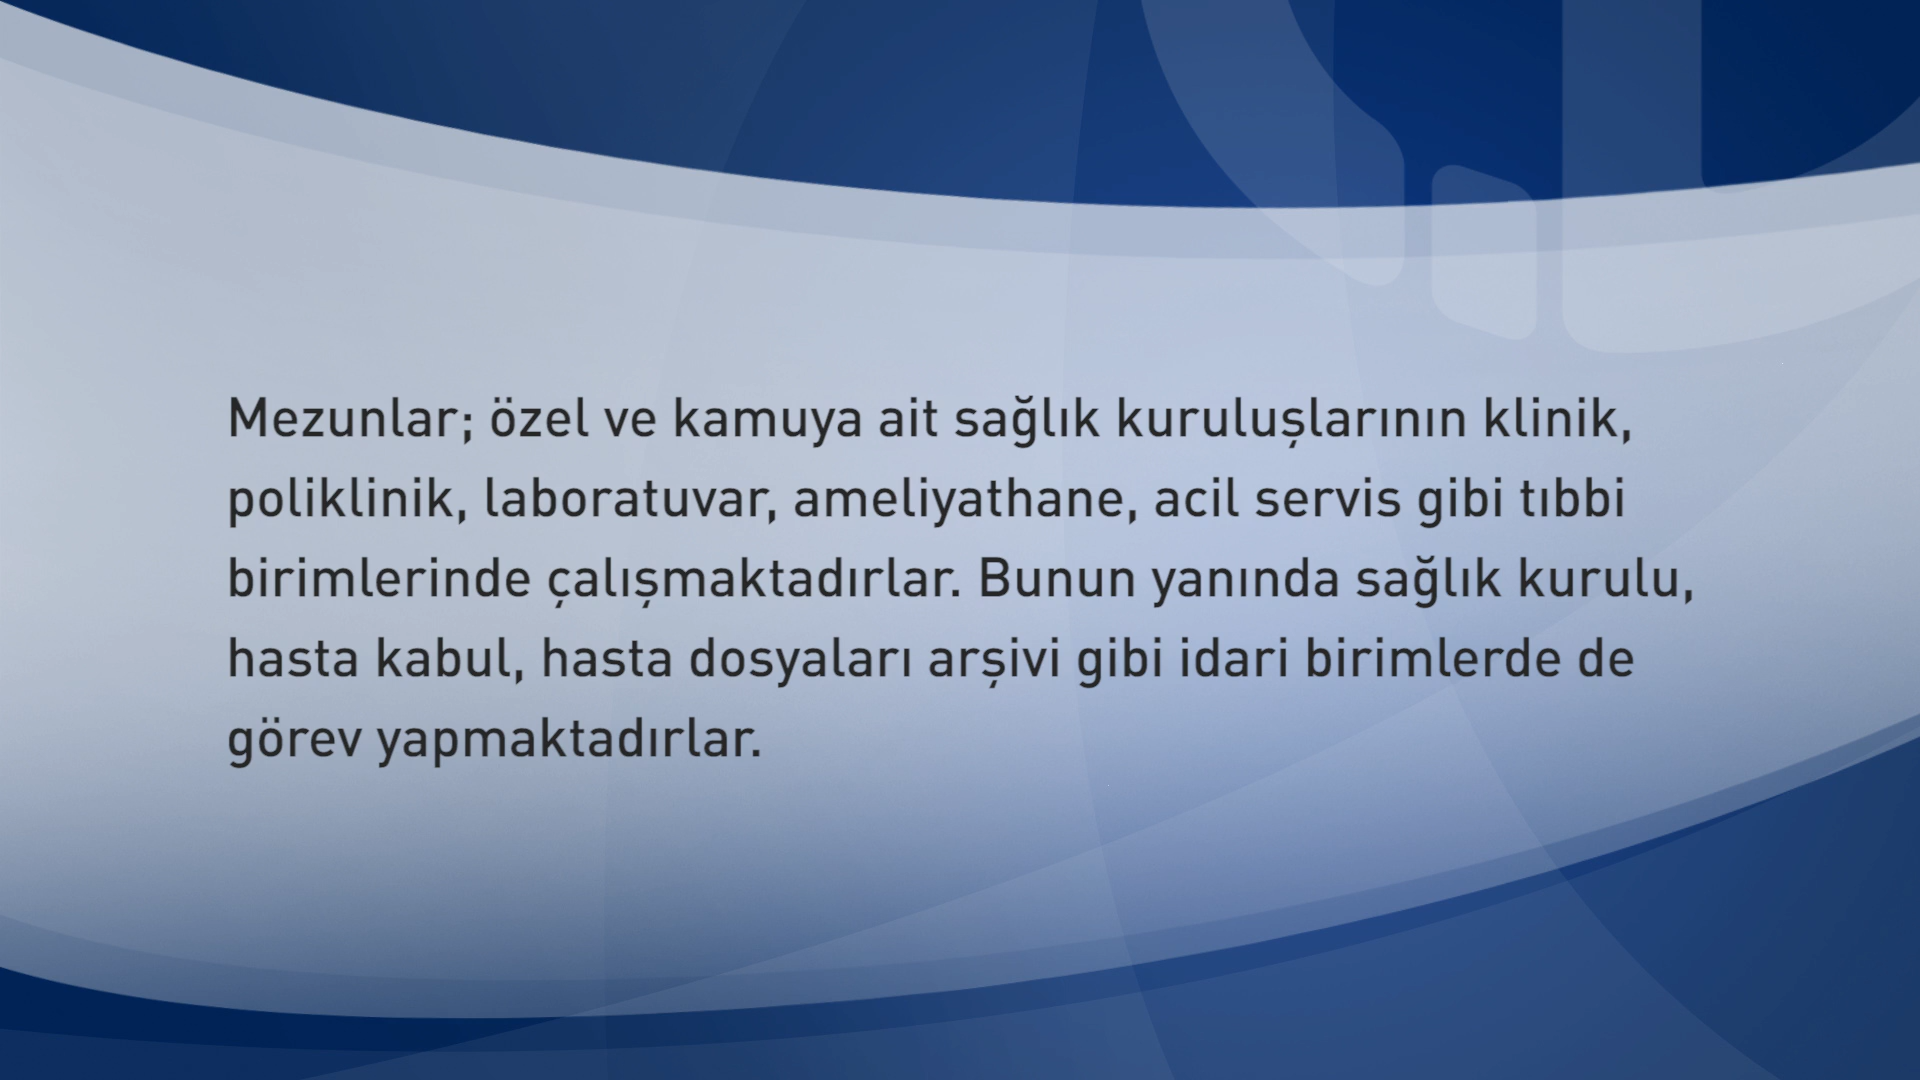 Mezunlar; özel ve kamuya ait sağlık kuruluşlarının klinik,
poliklinik, laboratuvar, ameliyathane, acil servis gibi tıbbi
birimlerinde çalışmaktadırlar. Bunun yanında sağlık kurulu,
hasta kabul, hasta dosyaları arşivi gibi idari birimlerde de
görev yapmaktadırlar.